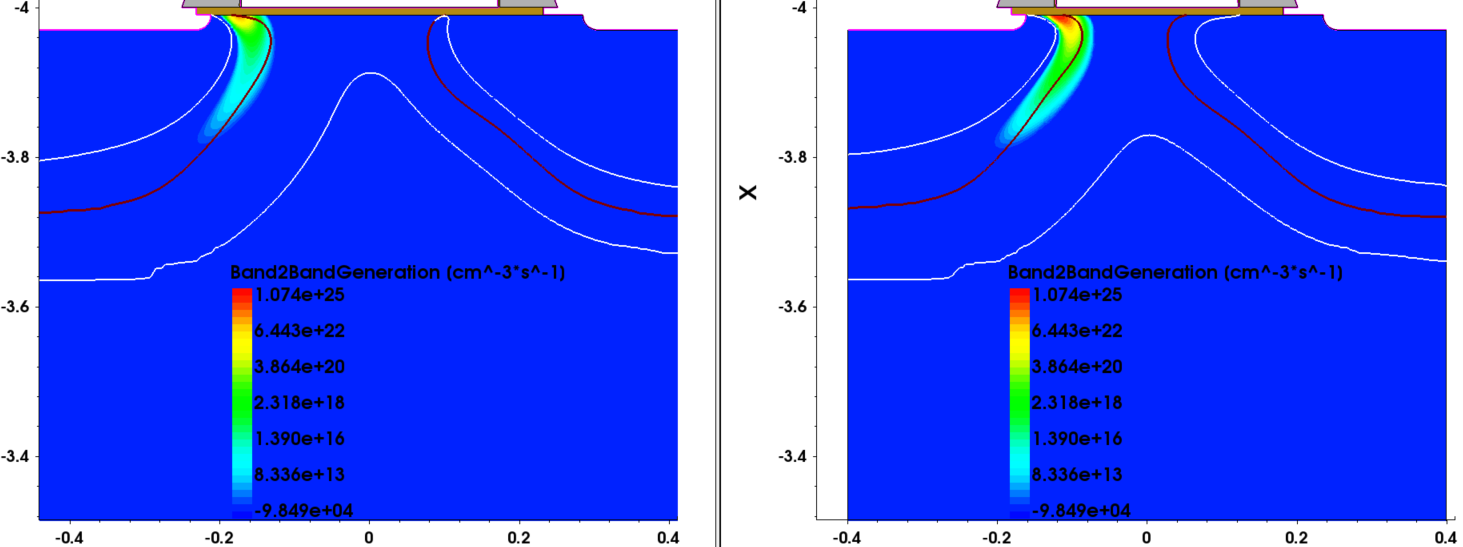 -4
-3.8
-3.6
-3.4
Band2BandGeneration (cm^-3*s^-1)
1.074e+25
6.443e+22
3.864e+20
2.318e+18
1.390e+16
8.336e+13
-9.849e+04
-0.4 -0.2 0 0.2 0.4
X
-4
-3.8
-3.6
-3.4
Band2BandGeneration (cm^-3*s^-1)
1.074e+25
6.443e+22
3.864e+20
2.318e+18
1.390e+16
8.336e+13
-9.849e+04
-0.4 -0.2 0 0.2 0.4